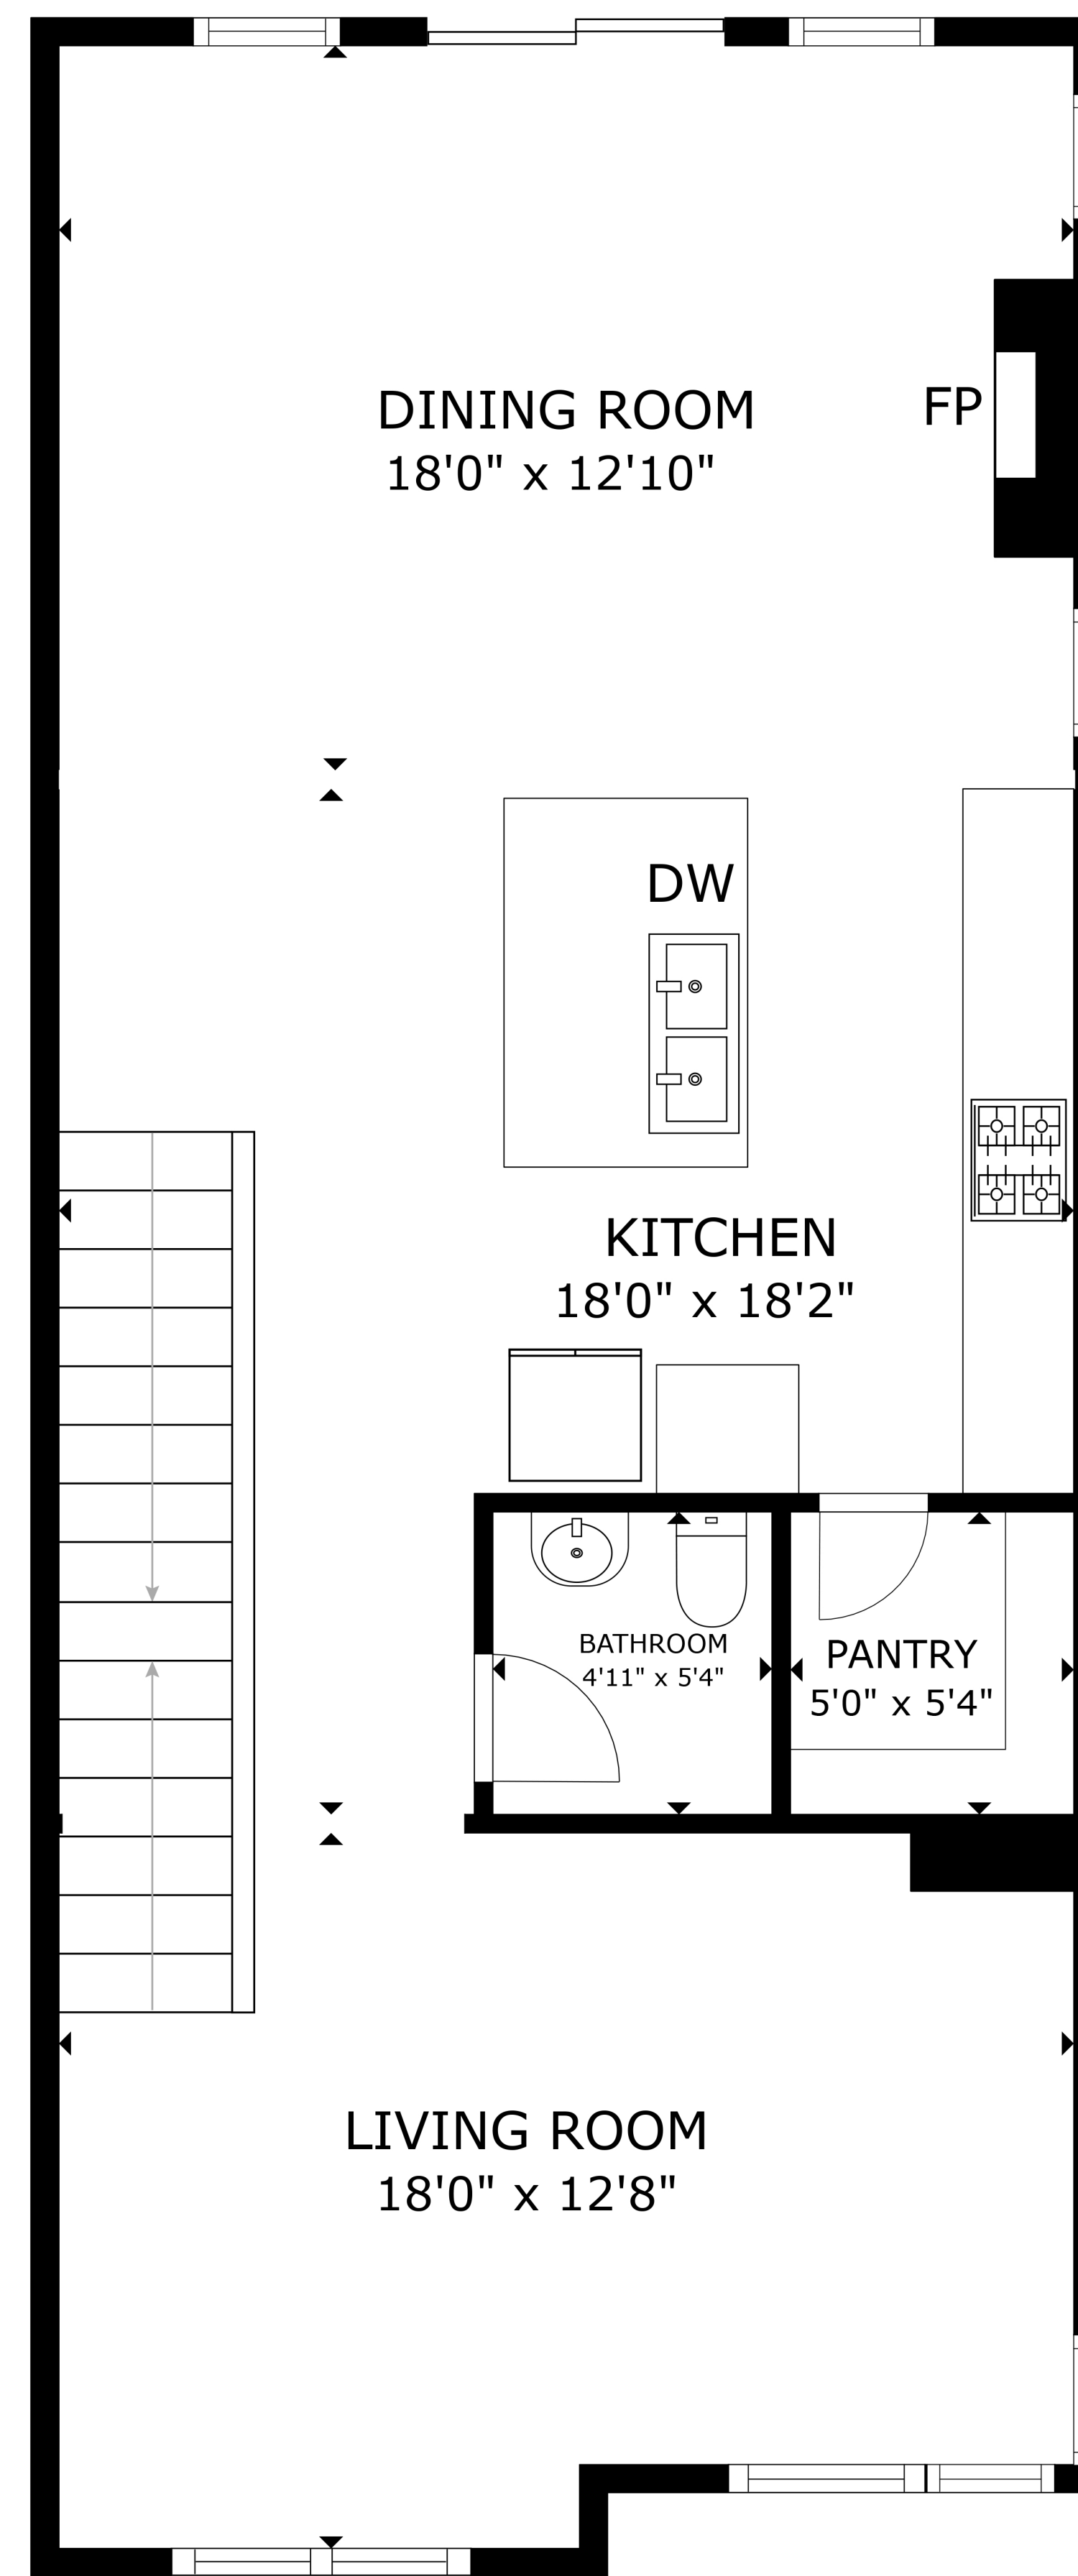 DINING ROOM
18'0" x 12'10"
FP
DW
KITCHEN
18'0" x 18'2"
BATHROOM
4'11" x 5'4"
PANTRY
5'0" x 5'4"
LIVING ROOM
18'0" x 12'8"